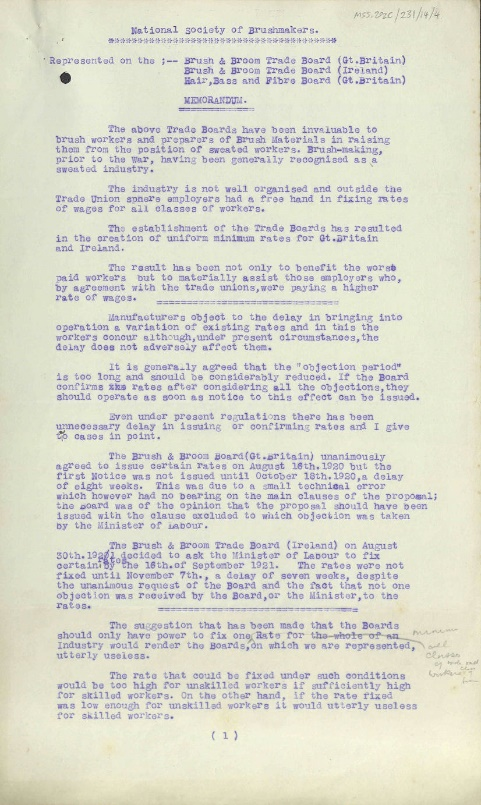 MSS.292C/231/14/4
National Society of Brushmakers.
Represented on the ;-- Brush & Broom Trade Board (Gt.Britain)
Brush & Broom Trade Board (Ireland)
Hair,Bass and Fibre Board (Gt.Britain)
MEMORANDUM.
The above Trade Boards have been invaluable to
brush workers and preparers of Brush Materials in raising
them from the position of sweated workers. Brush-making,
prior to the War, having been generally recognised as a
sweated industry.
The industry is not well organised and outside the
Trade Union sphere employers had a free hand in fixing rates
of wages for all classes of workers.
The establishment of the Trade Boards has resulted
in the creation of uniform minimum rates for Gt.Britain
and Ireland.
The result has been not only to benefit the worst
paid workers but to materially assist those employers who,
by agreement with the trade unions,were paying a higher
rate of wages.
Manufacturers object to the delay in bringing into
operation a variation of existing rates and in this the
workers concur although,under present circumstances,the
delay does not adversely affect them.
It is generally agreed that the "objection period"
is too long and should be considerably reduced. If the Board
confirms the rates after considering all the objections,they
should operate as soon as notice to this effect can be issued.
Even under present regulations there has been
unnecessary delay in issuing or confirming rates and I give
to cases in point.
The Brush & Broom Board(Gt.Britain) unanimously
agreed to issue certain rates on August 18th.1920 but the
first Notice was not issued until October 18th.1920,a delay
of eight weeks. This was due to a small technical error
which however had no bearing on the main clauses of the proposal;
the Board was of the opinion that the proposal should have been
issued with the clause excluded to which objection was taken
by the Minister of Labour.
The Brush & Broom Trade Board (Ireland) on August
30th.1921 decided to ask the Minister of Labour to fix
certain rates by the 18th.of September 1921. The rates were not
fixed until November 7th., a delay of seven weeks, despite
the unanimous request of the Board and the fact that not one
objection was received by the Board,or the Minister,to the
rates.
The suggestion that has been made that the Boards
should only have power to fix one Rate for the whole of an
Industry would render the Boards,on which we are represented,
utterly useless.
minimum
The rate that could be fixed under such conditions
would be too high for unskilled workers if sufficiently high
for skilled workers. On the other hand, if the rate fixed
was low enough for unskilled workers it would utterly useless
for skilled workers.
( 1 )